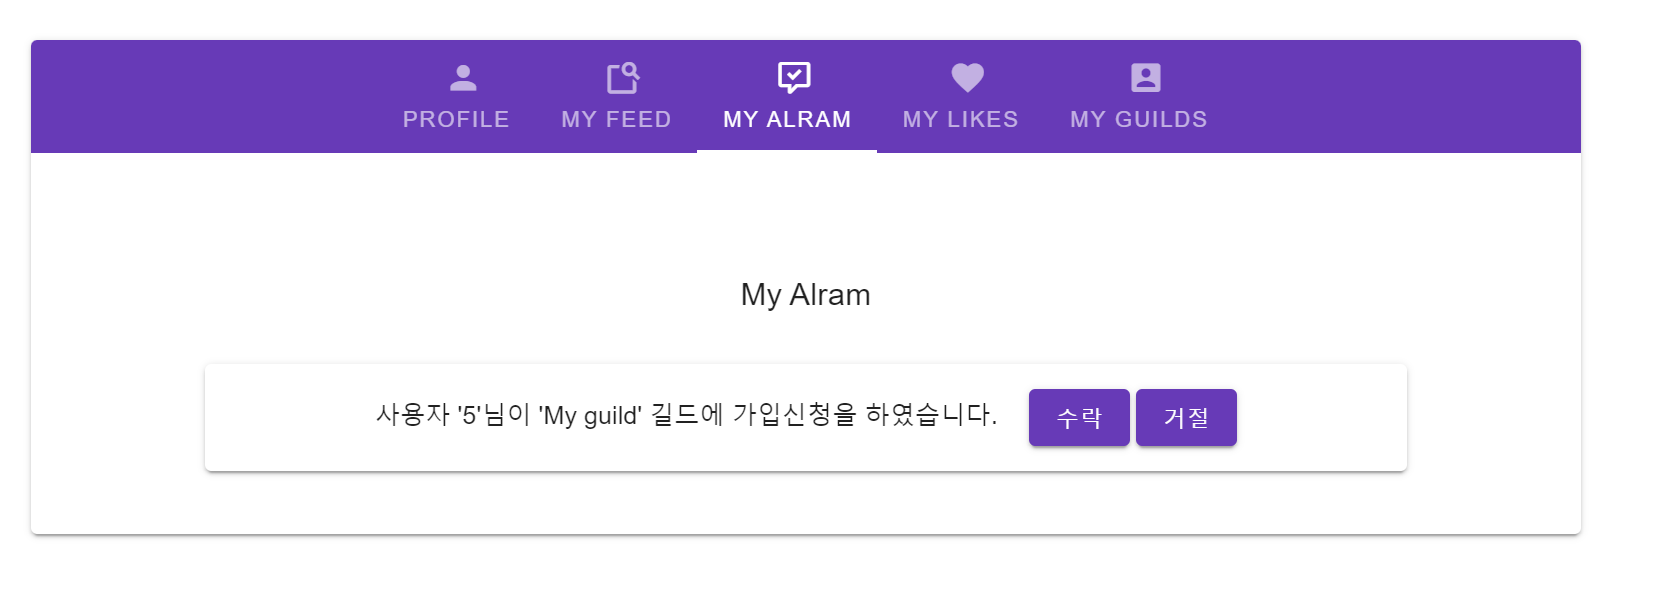 PROFILE MY FEED MY ALRAM MY LIKES MY GUILDS
My Alram
사용자 '5'님이 'My guild' 길드에 가입신청을 하였습니다. 수락 거절